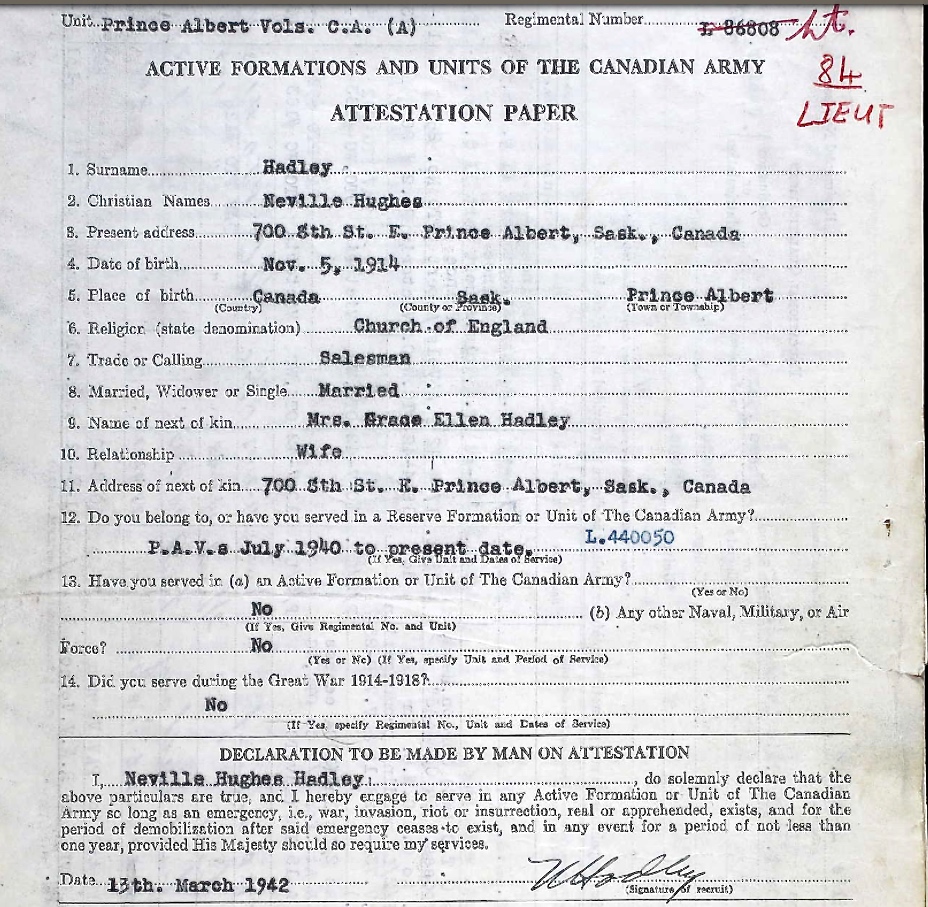 Unit Prince Albert Vols. C.A. (A) Regimental Number L 86808 Lt.
84
LIEUT
ACTIVE FORMATIONS AND UNITS OF THE CANADIAN ARMY
ATTESTATION PAPER
1. Surname Hadley
2. Christian Names Neville Hughes
3. Present address 700 8th St. E. Prince Albert, Sask., Canada
4. Date of birth Nov. 5, 1914
5. Place of birth Canada Sask. Prince Albert
(Country) (County or Province) (Town or Township)
6. Religion (state denomination) Church of England
7. Trade or Calling Salesman
8. Married, Widower or Single Married
9. Name of next of kin Mrs. Grace Ellen Hadley
10. Relationship Wife
11. Address of next of kin 700 8th St. E. Prince Albert, Sask., Canada
12. Do you belong to, or have you served in a Reserve Formation or Unit of The Canadian Army?
P.A.V.s July 1940 to present date. L.440050
(If Yes, Give Unit and Dates of Service)
13. Have you served in (a) an Active Formation or Unit of The Canadian Army?
(Yes or No)
No (b) Any other Naval, Military, or Air
(If Yes, Give Regimental No. and Unit)
Force? No
(Yes or No) (If Yes, specify Unit and Period of Service)
14. Did you serve during the Great War 1914-1918?
No
(If Yes, specify Regimental No., Unit and Dates of Service)
DECLARATION TO BE MADE BY MAN ON ATTESTATION
I, Neville Hughes Hadley, do solemnly declare that the
above particulars are true, and I hereby engage to serve in any Active Formation or Unit of The Canadian
Army so long as an emergency, i.e., war, invasion, riot or insurrection, real or apprehended, exists, and for the
period of demobilization after said emergency ceases to exist, and in any event for a period of not less than
one year, provided His Majesty should so require my services.
Date 13th. March 1942 NHadley
(Signature of recruit)